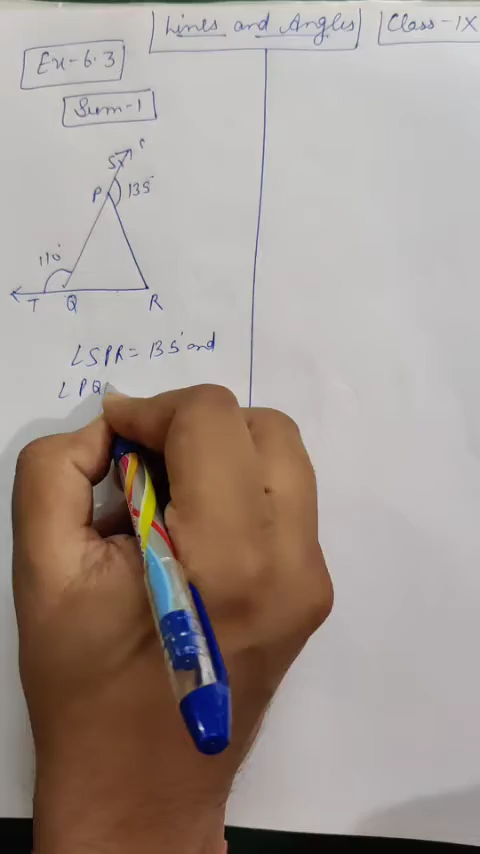 Lines and Angles
Class-IX
Ex-6.3
Sum-1
S
P 135°
110°
T Q R
∠SPR = 135° and
∠PQ